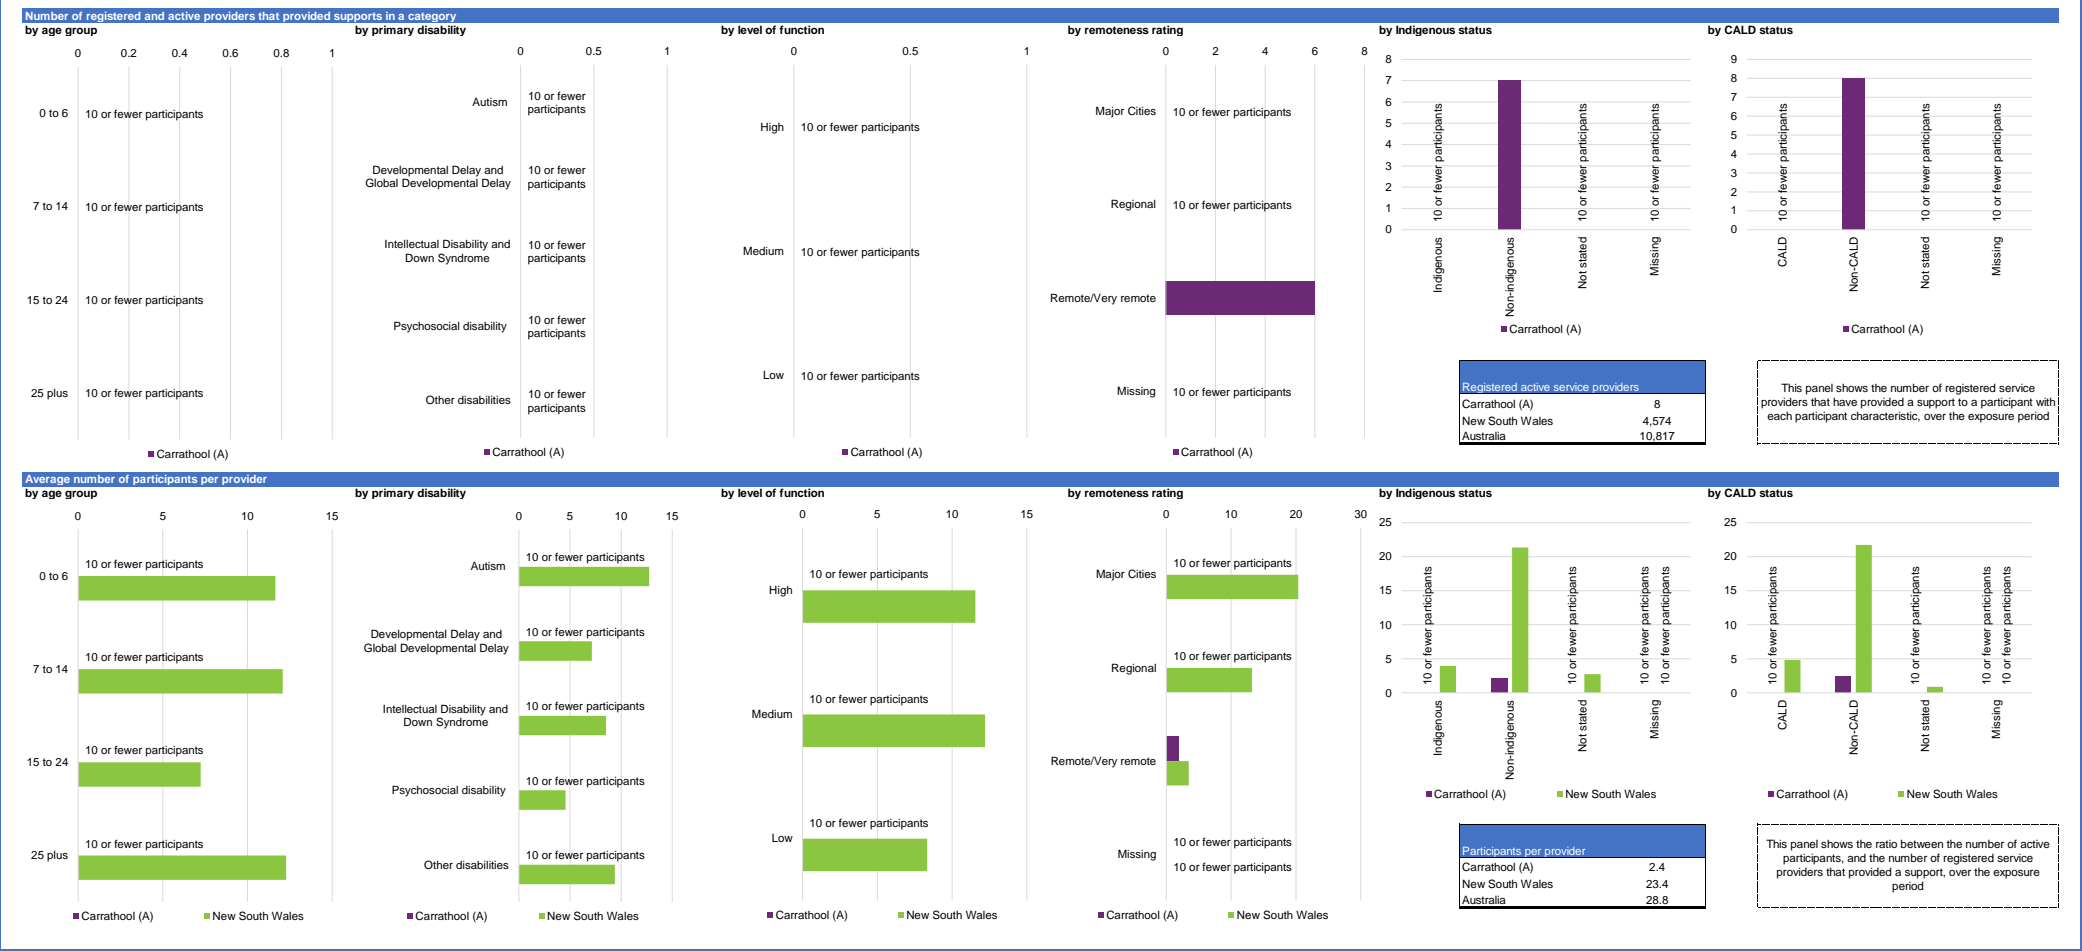 Number of registered and active providers that provided supports in a category
by age group
0 0.2 0.4 0.6 0.8 1
0 to 6 10 or fewer participants
7 to 14 10 or fewer participants
15 to 24 10 or fewer participants
25 plus 10 or fewer participants
Carrathool (A)
by primary disability
0 0.5 1
Autism 10 or fewer
participants
Developmental Delay and
Global Developmental Delay
10 or fewer
participants
Intellectual Disability and
Down Syndrome
10 or fewer
participants
Psychosocial disability 10 or fewer
participants
Other disabilities 10 or fewer
participants
Carrathool (A)
by level of function
0 0.5 1
High 10 or fewer participants
Medium 10 or fewer participants
Low 10 or fewer participants
Carrathool (A)
by remoteness rating
0 2 4 6 8
Major Cities 10 or fewer participants
Regional 10 or fewer participants
Remote/Very remote
Missing 10 or fewer participants
Carrathool (A)
by Indigenous status
8
7
6
5
4
3
2
1
0
10 or fewer participants
10 or fewer participants
10 or fewer participants
Indigenous
Non-indigenous
Not stated
Missing
Carrathool (A)
by CALD status
9
8
7
6
5
4
3
2
1
0
10 or fewer participants
10 or fewer participants
10 or fewer participants
CALD
Non-CALD
Not stated
Missing
Carrathool (A)
Registered active service providers
Carrathool (A) 8
New South Wales 4,574
Australia 10,817
This panel shows the number of registered service
providers that have provided a support to a participant with
each participant characteristic, over the exposure period
Average number of participants per provider
by age group
0 5 10 15
0 to 6 10 or fewer participants
7 to 14 10 or fewer participants
15 to 24 10 or fewer participants
25 plus 10 or fewer participants
Carrathool (A) New South Wales
by primary disability
0 5 10 15
Autism 10 or fewer participants
Developmental Delay and
Global Developmental Delay
10 or fewer participants
Intellectual Disability and
Down Syndrome
10 or fewer participants
Psychosocial disability 10 or fewer participants
Other disabilities 10 or fewer participants
Carrathool (A) New South Wales
by level of function
0 5 10 15
High 10 or fewer participants
Medium 10 or fewer participants
Low 10 or fewer participants
Carrathool (A) New South Wales
by remoteness rating
0 10 20 30
Major Cities 10 or fewer participants
Regional 10 or fewer participants
Remote/Very remote
Missing 10 or fewer participants
10 or fewer participants
Carrathool (A) New South Wales
by Indigenous status
25
20
15
10
5
0
10 or fewer participants
10 or fewer participants
10 or fewer participants
10 or fewer participants
Indigenous
Non-indigenous
Not stated
Missing
Carrathool (A) New South Wales
by CALD status
25
20
15
10
5
0
10 or fewer participants
10 or fewer participants
10 or fewer participants
10 or fewer participants
CALD
Non-CALD
Not stated
Missing
Carrathool (A) New South Wales
Participants per provider
Carrathool (A) 2.4
New South Wales 23.4
Australia 28.8
This panel shows the ratio between the number of active
participants, and the number of registered service
providers that provided a support, over the exposure
period